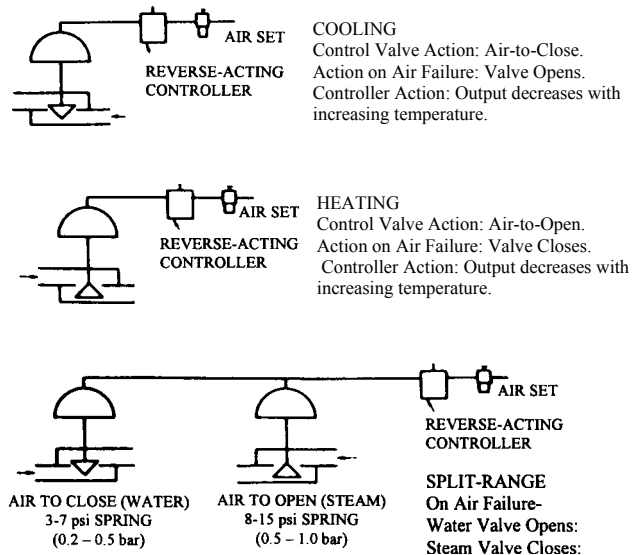 AIR SET
REVERSE-ACTING
CONTROLLER
COOLING
Control Valve Action: Air-to-Close.
Action on Air Failure: Valve Opens.
Controller Action: Output decreases with
increasing temperature.
AIR SET
REVERSE-ACTING
CONTROLLER
HEATING
Control Valve Action: Air-to-Open.
Action on Air Failure: Valve Closes.
Controller Action: Output decreases with
increasing temperature.
AIR SET
REVERSE-ACTING
CONTROLLER
AIR TO CLOSE (WATER)
3-7 psi SPRING
(0.2 – 0.5 bar)
AIR TO OPEN (STEAM)
8-15 psi SPRING
(0.5 – 1.0 bar)
SPLIT-RANGE
On Air Failure-
Water Valve Opens:
Steam Valve Closes: